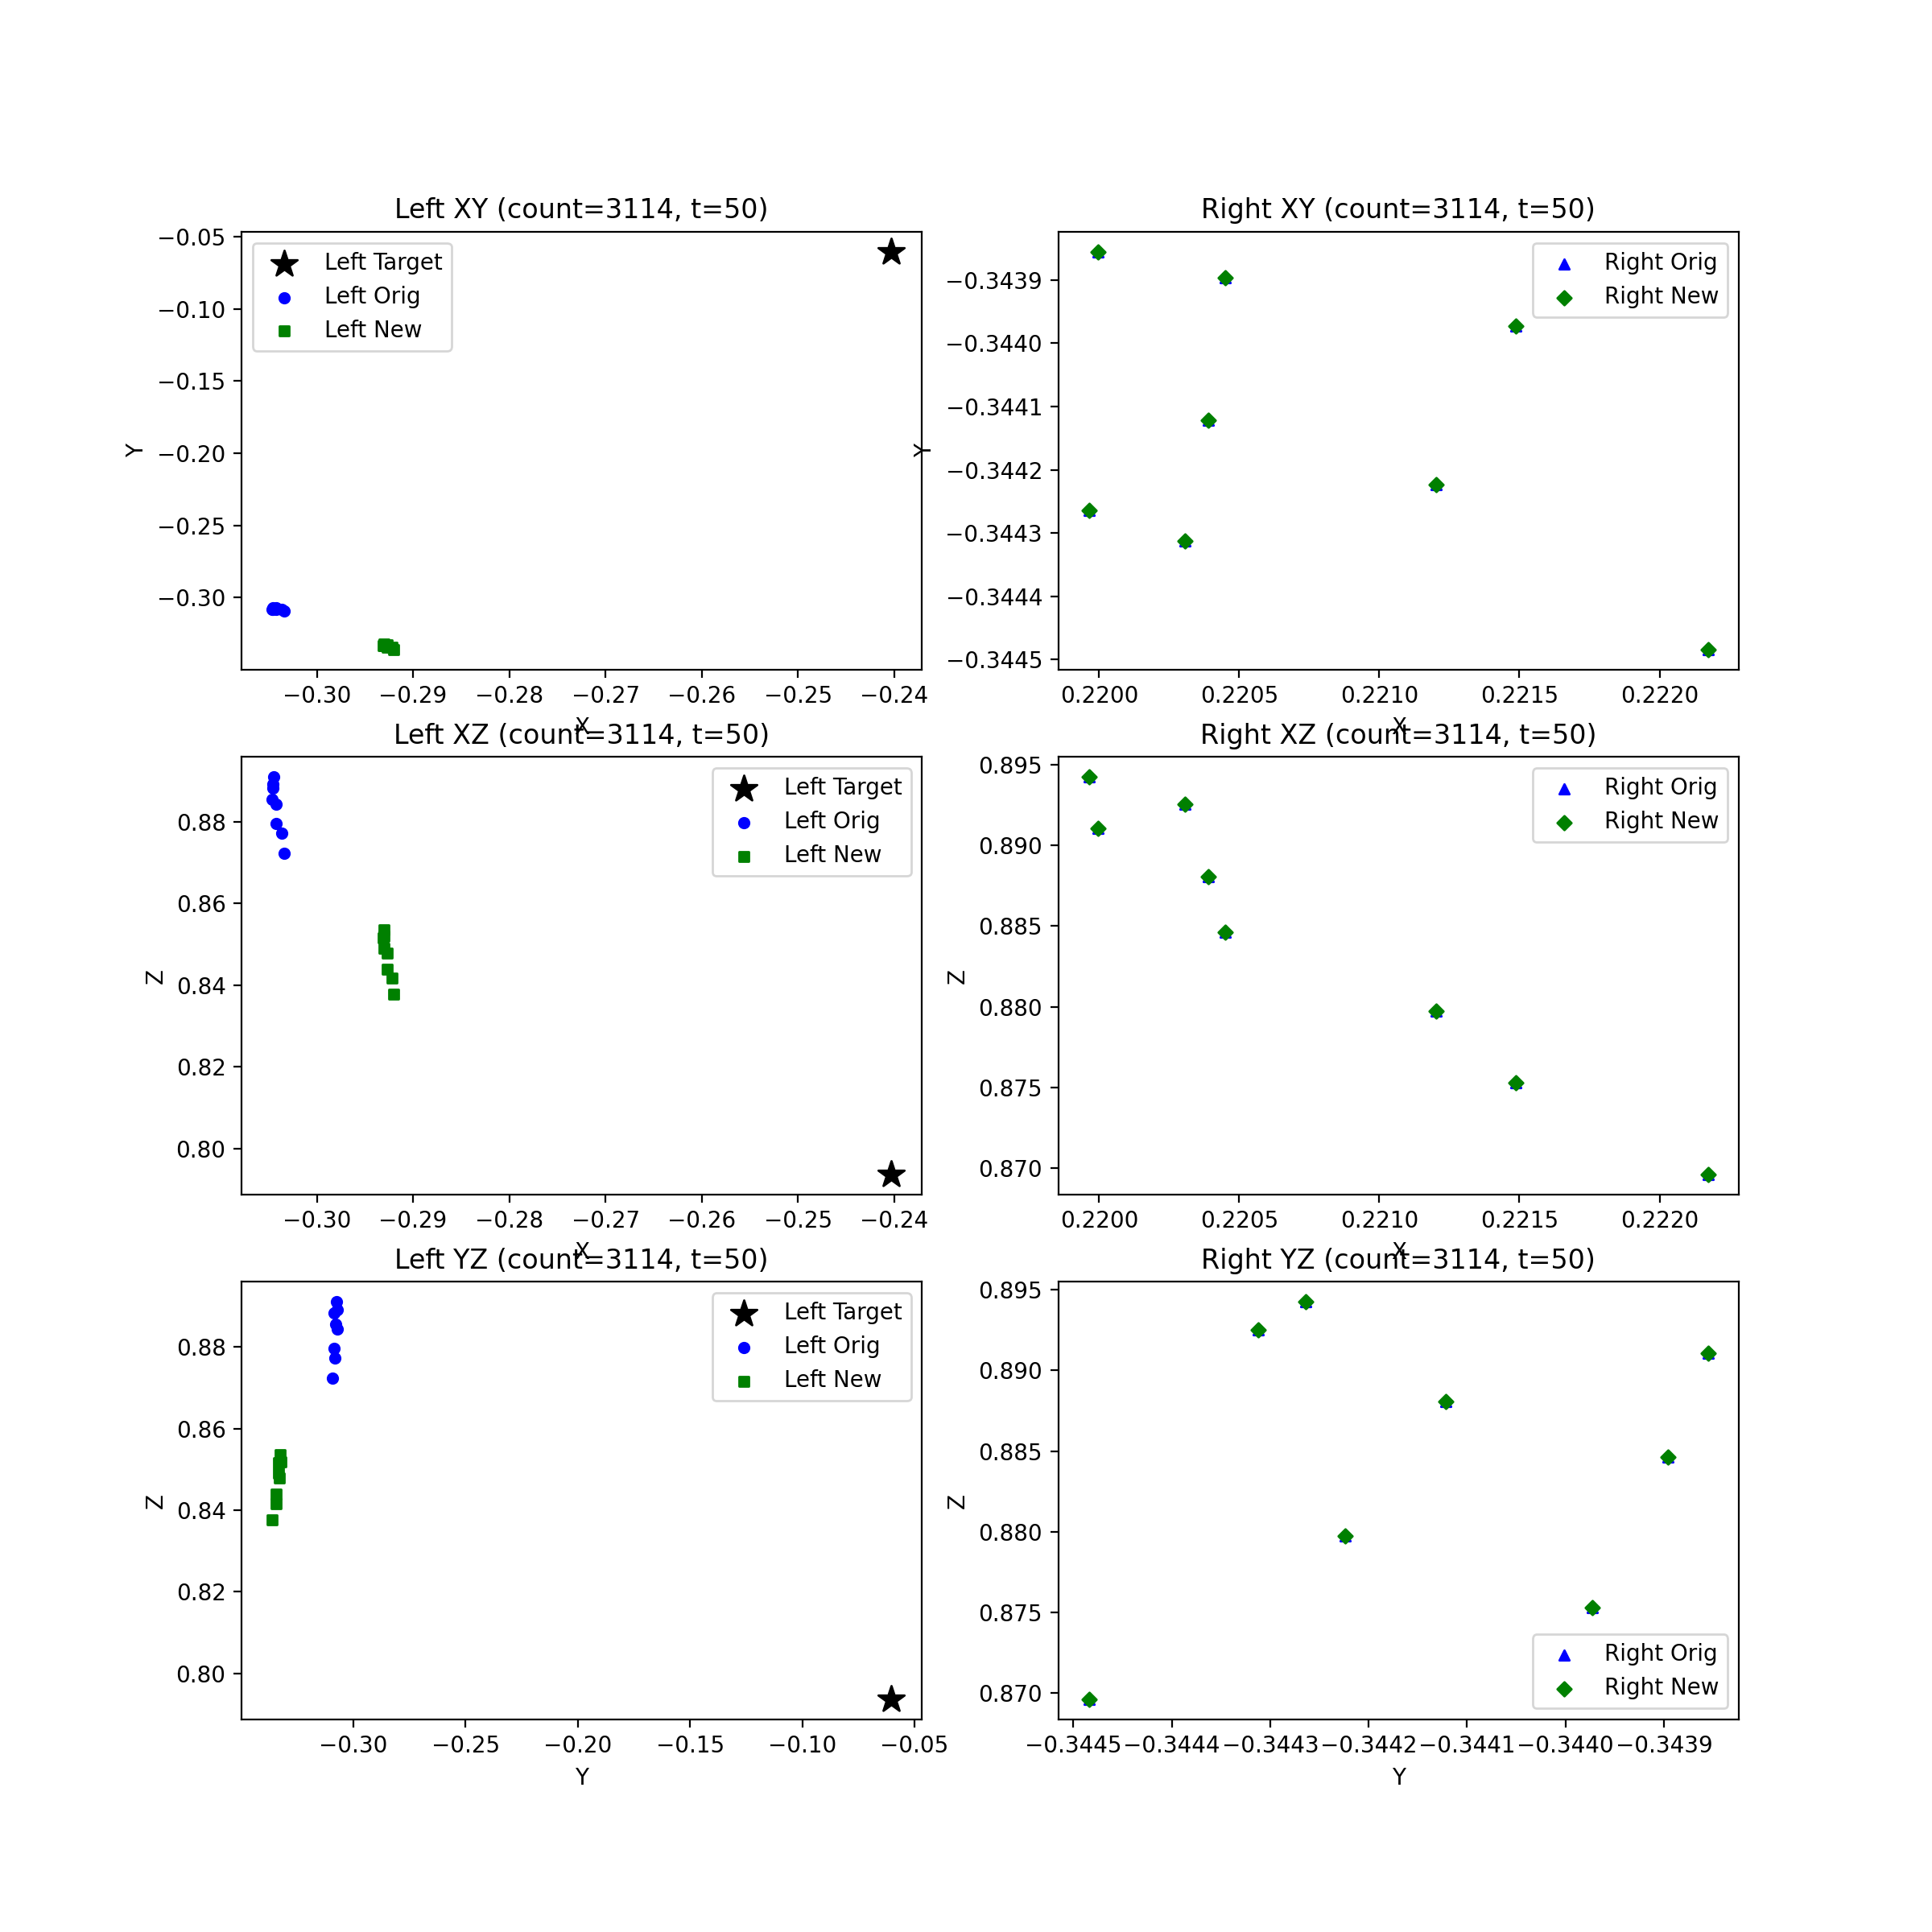 Left XY (count=3114, t=50)
Y
−0.05
−0.10
−0.15
−0.20
−0.25
−0.30
Left Target
Left Orig
Left New
−0.30 −0.29 −0.28 −0.27 −0.26 −0.25 −0.24
X
Right XY (count=3114, t=50)
Y
−0.3439
−0.3440
−0.3441
−0.3442
−0.3443
−0.3444
−0.3445
Right Orig
Right New
0.2200 0.2205 0.2210 0.2215 0.2220
X
Left XZ (count=3114, t=50)
Z
0.88
0.86
0.84
0.82
0.80
Left Target
Left Orig
Left New
−0.30 −0.29 −0.28 −0.27 −0.26 −0.25 −0.24
X
Right XZ (count=3114, t=50)
Z
0.895
0.890
0.885
0.880
0.875
0.870
Right Orig
Right New
0.2200 0.2205 0.2210 0.2215 0.2220
X
Left YZ (count=3114, t=50)
Z
0.88
0.86
0.84
0.82
0.80
Left Target
Left Orig
Left New
−0.30 −0.25 −0.20 −0.15 −0.10 −0.05
Y
Right YZ (count=3114, t=50)
Z
0.895
0.890
0.885
0.880
0.875
0.870
Right Orig
Right New
−0.3445 −0.3444 −0.3443 −0.3442 −0.3441 −0.3440 −0.3439
Y